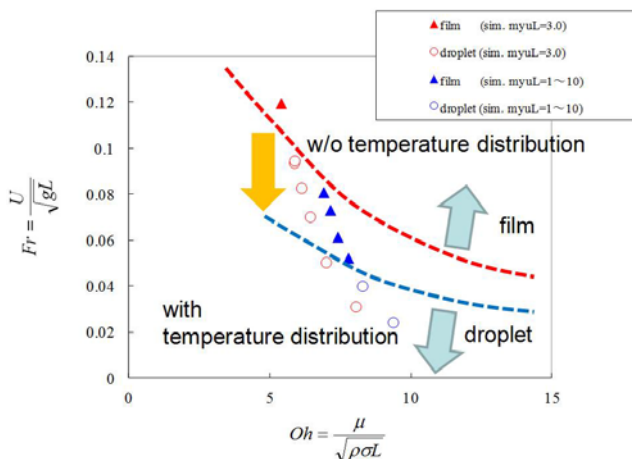 film (sim. myuL=3.0)
droplet (sim. myuL=3.0)
film (sim. myuL=1～10)
droplet (sim. myuL=1～10)
0.14
0.12
0.1
0.08
0.06
0.04
0.02
0
Fr = U / √gL
w/o temperature distribution
film
with
temperature distribution
droplet
0
5
10
15
Oh = μ / √ρσL